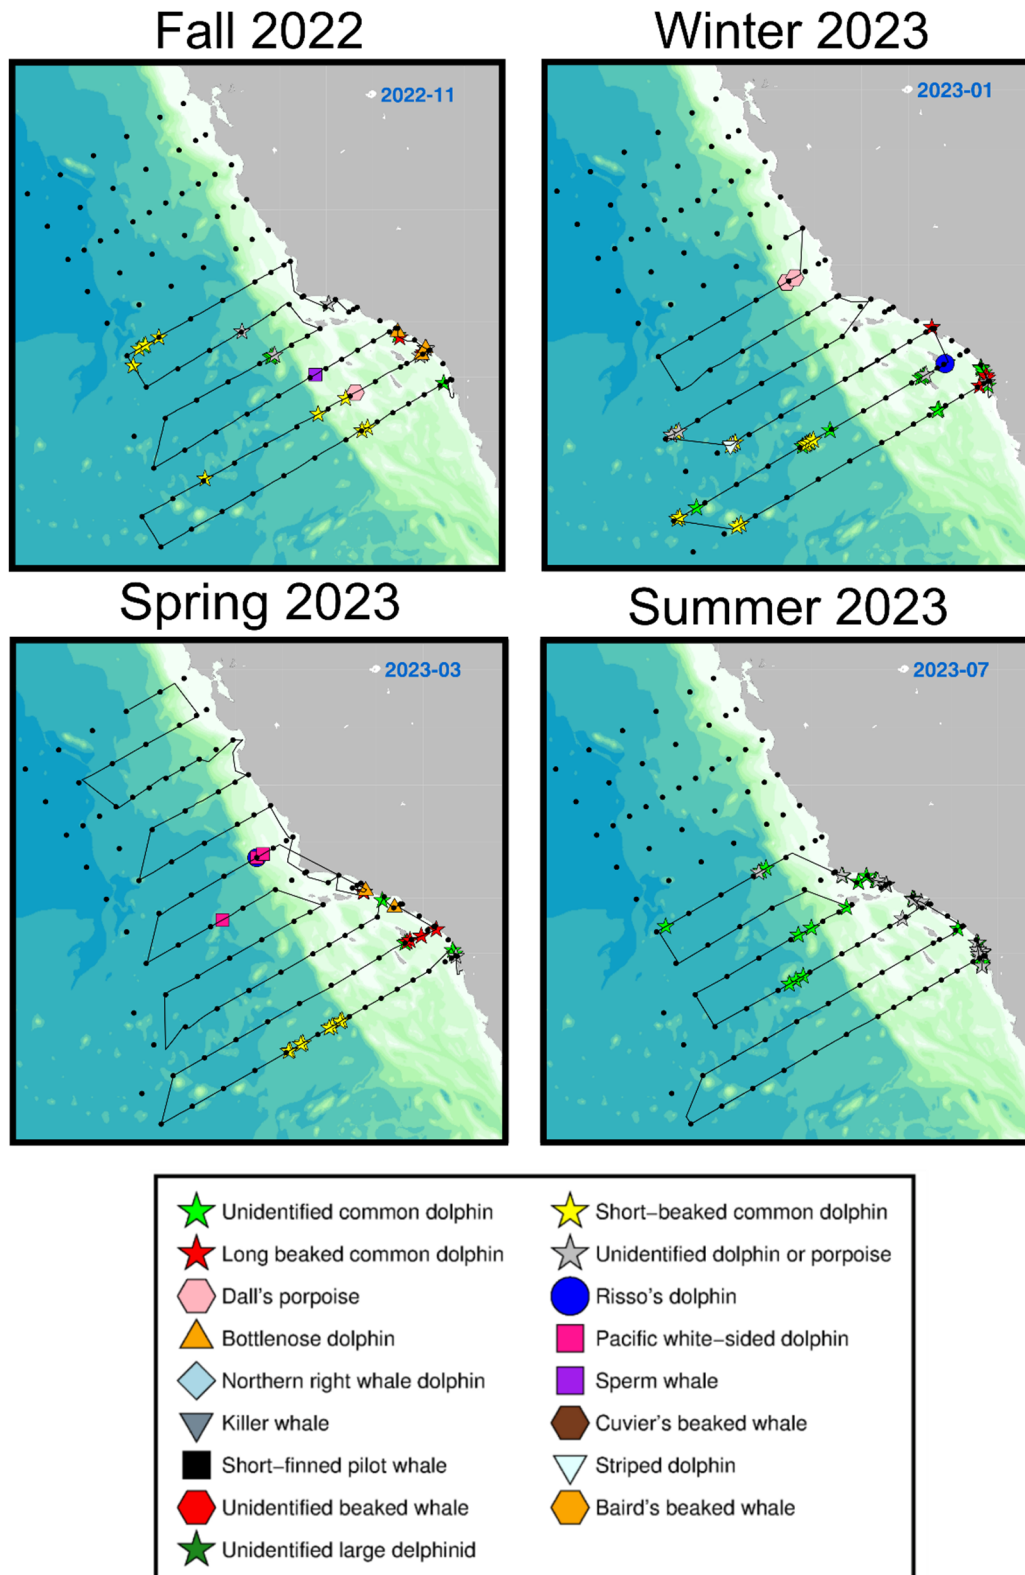 Fall 2022
Winter 2023
2022-11
2023-01
Spring 2023
Summer 2023
2023-03
2023-07
Unidentified common dolphin
Short−beaked common dolphin
Long beaked common dolphin
Unidentified dolphin or porpoise
Dall's porpoise
Risso's dolphin
Bottlenose dolphin
Pacific white−sided dolphin
Northern right whale dolphin
Sperm whale
Killer whale
Cuvier's beaked whale
Short−finned pilot whale
Striped dolphin
Unidentified beaked whale
Baird's beaked whale
Unidentified large delphinid